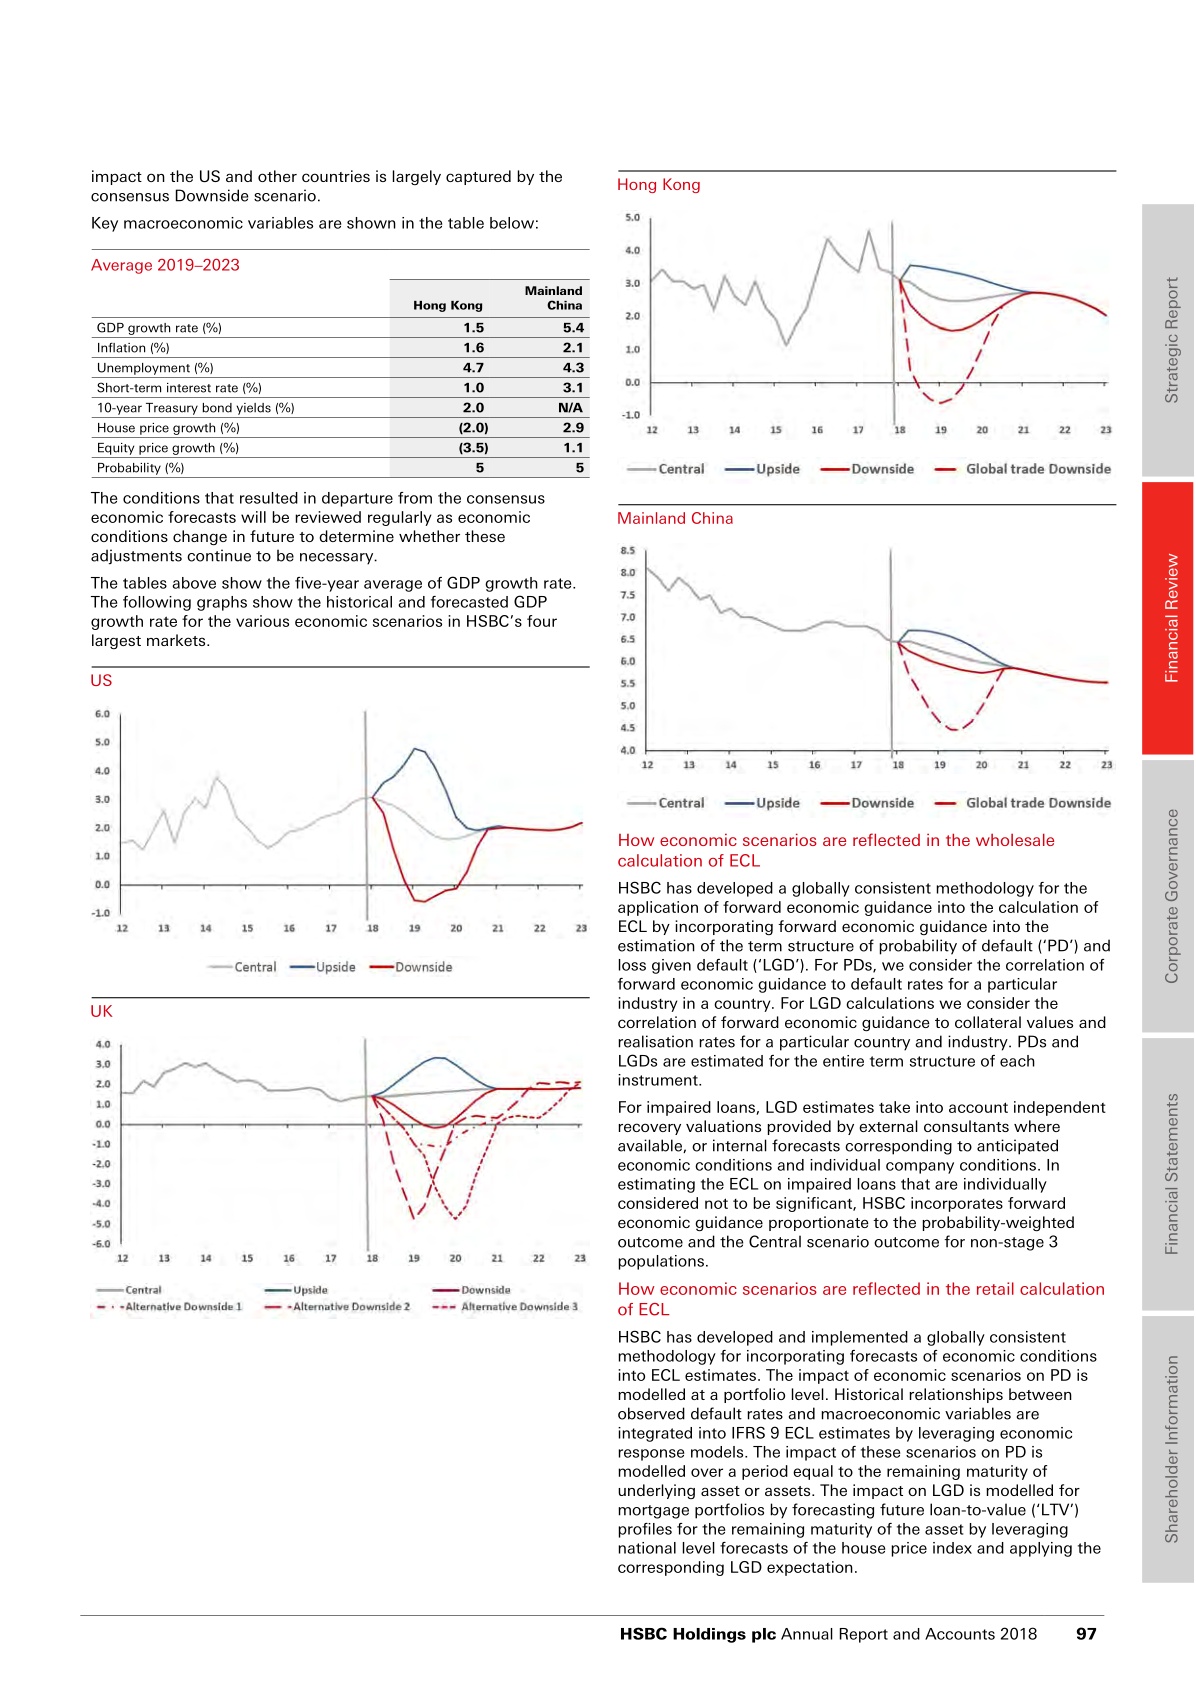 impact on the US and other countries is largely captured by the
consensus Downside scenario.
Key macroeconomic variables are shown in the table below:
Average 2019–2023
Hong Kong Mainland China
GDP growth rate (%) 1.5 5.4
Inflation (%) 1.6 2.1
Unemployment (%) 4.7 4.3
Short-term interest rate (%) 1.0 3.1
10-year Treasury bond yields (%) 2.0 N/A
House price growth (%) (2.0) 2.9
Equity price growth (%) (3.5) 1.1
Probability (%) 5 5
The conditions that resulted in departure from the consensus
economic forecasts will be reviewed regularly as economic
conditions change in future to determine whether these
adjustments continue to be necessary.
The tables above show the five-year average of GDP growth rate.
The following graphs show the historical and forecasted GDP
growth rate for the various economic scenarios in HSBC’s four
largest markets.
US
6.0
5.0
4.0
3.0
2.0
1.0
0.0
-1.0
12 13 14 15 16 17 18 19 20 21 22 23
Central Upside Downside
UK
4.0
3.0
2.0
1.0
0.0
-1.0
-2.0
-3.0
-4.0
-5.0
-6.0
12 13 14 15 16 17 18 19 20 21 22 23
Central Upside Downside
Alternative Downside 1 Alternative Downside 2 Alternative Downside 3
Hong Kong
5.0
4.0
3.0
2.0
1.0
0.0
-1.0
12 13 14 15 16 17 18 19 20 21 22 23
Central Upside Downside Global trade Downside
Mainland China
8.5
8.0
7.5
7.0
6.5
6.0
5.5
5.0
4.5
4.0
12 13 14 15 16 17 18 19 20 21 22 23
Central Upside Downside Global trade Downside
How economic scenarios are reflected in the wholesale
calculation of ECL
HSBC has developed a globally consistent methodology for the
application of forward economic guidance into the calculation of
ECL by incorporating forward economic guidance into the
estimation of the term structure of probability of default (‘PD’) and
loss given default (‘LGD’). For PDs, we consider the correlation of
forward economic guidance to default rates for a particular
industry in a country. For LGD calculations we consider the
correlation of forward economic guidance to collateral values and
realisation rates for a particular country and industry. PDs and
LGDs are estimated for the entire term structure of each
instrument.
For impaired loans, LGD estimates take into account independent
recovery valuations provided by external consultants where
available, or internal forecasts corresponding to anticipated
economic conditions and individual company conditions. In
estimating the ECL on impaired loans that are individually
considered not to be significant, HSBC incorporates forward
economic guidance proportionate to the probability-weighted
outcome and the Central scenario outcome for non-stage 3
populations.
How economic scenarios are reflected in the retail calculation
of ECL
HSBC has developed and implemented a globally consistent
methodology for incorporating forecasts of economic conditions
into ECL estimates. The impact of economic scenarios on PD is
modelled at a portfolio level. Historical relationships between
observed default rates and macroeconomic variables are
integrated into IFRS 9 ECL estimates by leveraging economic
response models. The impact of these scenarios on PD is
modelled over a period equal to the remaining maturity of
underlying asset or assets. The impact on LGD is modelled for
mortgage portfolios by forecasting future loan-to-value (‘LTV’)
profiles for the remaining maturity of the asset by leveraging
national level forecasts of the house price index and applying the
corresponding LGD expectation.
Strategic Report
Financial Review
Corporate Governance
Financial Statements
Shareholder Information
HSBC Holdings plc Annual Report and Accounts 2018 97